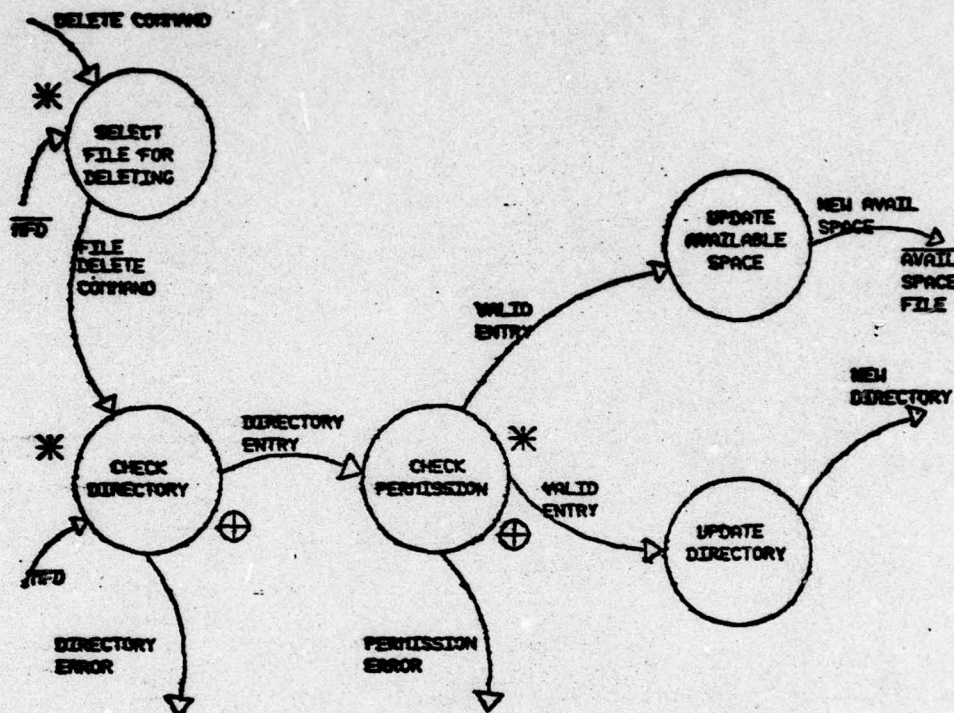 DELETE COMMAND
SELECT
FILE FOR
DELETING
MFD
FILE
DELETE
COMMAND
UPDATE
AVAILABLE
SPACE
NEW AVAIL
SPACE
AVAIL
SPACE
FILE
VALID
ENTRY
NEW
DIRECTORY
DIRECTORY
ENTRY
CHECK
DIRECTORY
CHECK
PERMISSION
VALID
ENTRY
UPDATE
DIRECTORY
MFD
DIRECTORY
ERROR
PERMISSION
ERROR